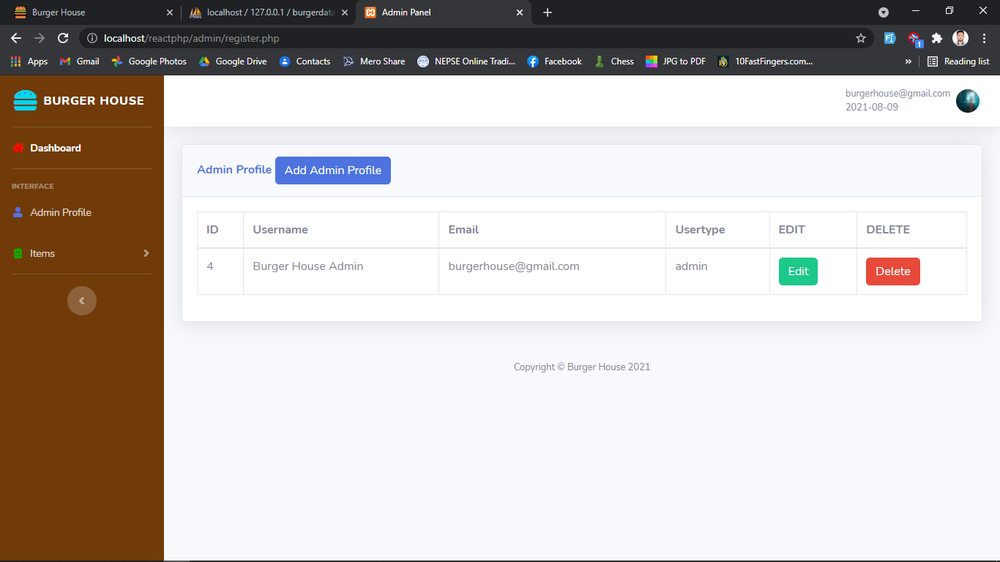 Burger House
localhost / 127.0.0.1 / burgerdata
Admin Panel
localhost/reactphp/admin/register.php
Apps
Gmail
Google Photos
Google Drive
Contacts
Mero Share
NEPSE Online Tradi...
Facebook
Chess
JPG to PDF
10FastFingers.com...
»
Reading list
BURGER HOUSE
burgerhouse@gmail.com
2021-08-09
Dashboard
INTERFACE
Admin Profile
Items
Admin Profile Add Admin Profile
ID Username Email Usertype EDIT DELETE
4 Burger House Admin burgerhouse@gmail.com admin Edit Delete
Copyright © Burger House 2021
1